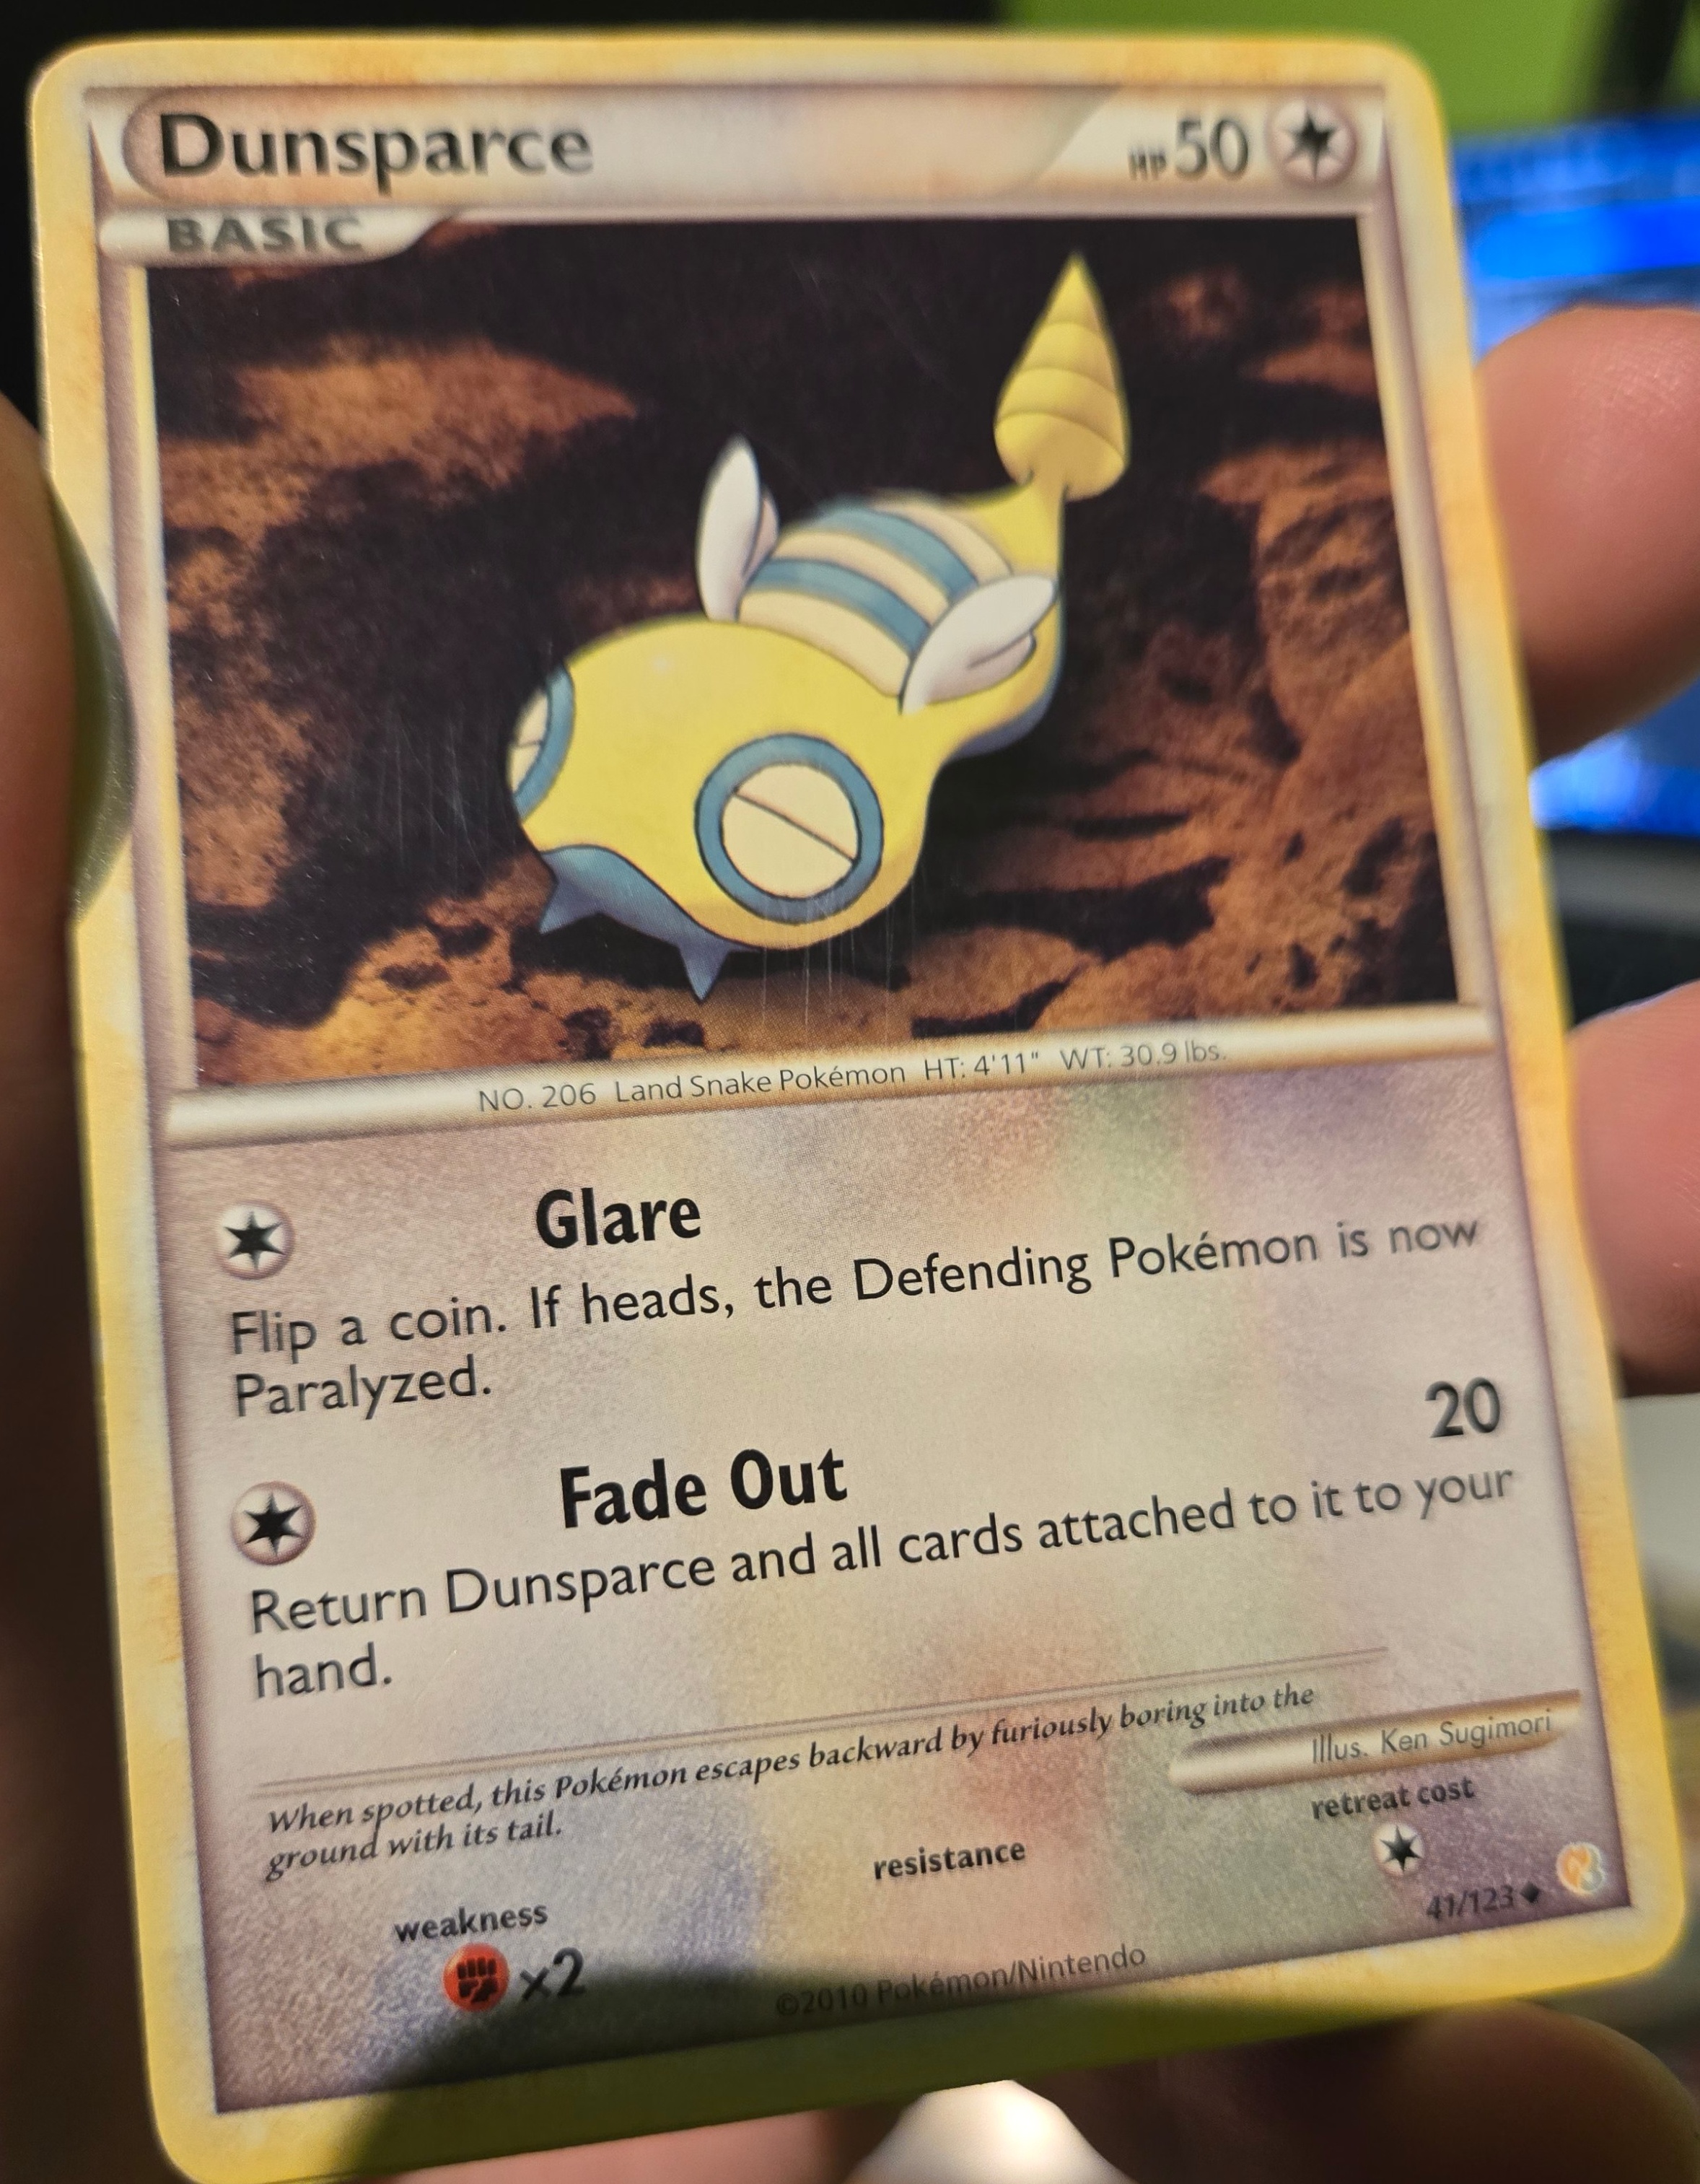 Dunsparce HP 50
BASIC
NO. 206 Land Snake Pokémon HT: 4'11" WT: 30.9 lbs.
Glare
Flip a coin. If heads, the Defending Pokémon is now
Paralyzed.
Fade Out 20
Return Dunsparce and all cards attached to it to your
hand.
When spotted, this Pokémon escapes backward by furiously boring into the
ground with its tail.
Illus. Ken Sugimori
weakness resistance retreat cost
x2
41/123
©2010 Pokémon/Nintendo